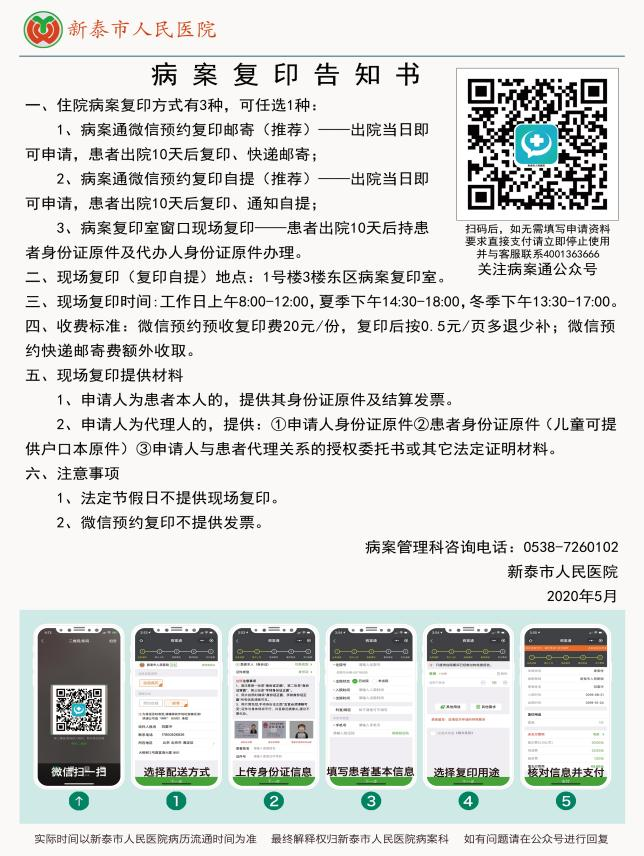 新泰市人民医院
病案复印告知书
一、住院病案复印方式有3种，可任选1种：
1、病案通微信预约复印邮寄（推荐）——出院当日即
可申请，患者出院10天后复印、快递邮寄；
2、病案通微信预约复印自提（推荐）——出院当日即
可申请，患者出院10天后复印、通知自提；
3、病案复印室窗口现场复印——患者出院10天后持患
者身份证原件及代办人身份证原件办理。
扫码后，如无需填写申请资料
要求直接支付请立即停止使用
并与客服联系4001363666
关注病案通公众号
二、现场复印（复印自提）地点：1号楼3楼东区病案复印室。
三、现场复印时间：工作日上午8:00-12:00，夏季下午14:30-18:00，冬季下午13:30-17:00。
四、收费标准：微信预约预收复印费20元/份，复印后按0.5元/页多退少补；微信预
约快递邮寄费额外收取。
五、现场复印提供材料
1、申请人为患者本人的，提供其身份证原件及结算发票。
2、申请人为代理人的，提供：①申请人身份证原件②患者身份证原件（儿童可提
供户口本原件）③申请人与患者代理关系的授权委托书或其它法定证明材料。
六、注意事项
1、法定节假日不提供现场复印。
2、微信预约复印不提供发票。
病案管理科咨询电话：0538-7260102
新泰市人民医院
2020年5月
微信扫一扫
选择配送方式
上传身份证信息
填写患者基本信息
选择复印用途
核对信息并支付
↑
1
2
3
4
5
实际时间以新泰市人民医院病历流通时间为准 最终解释权归新泰市人民医院病案科 如有问题请在公众号进行回复